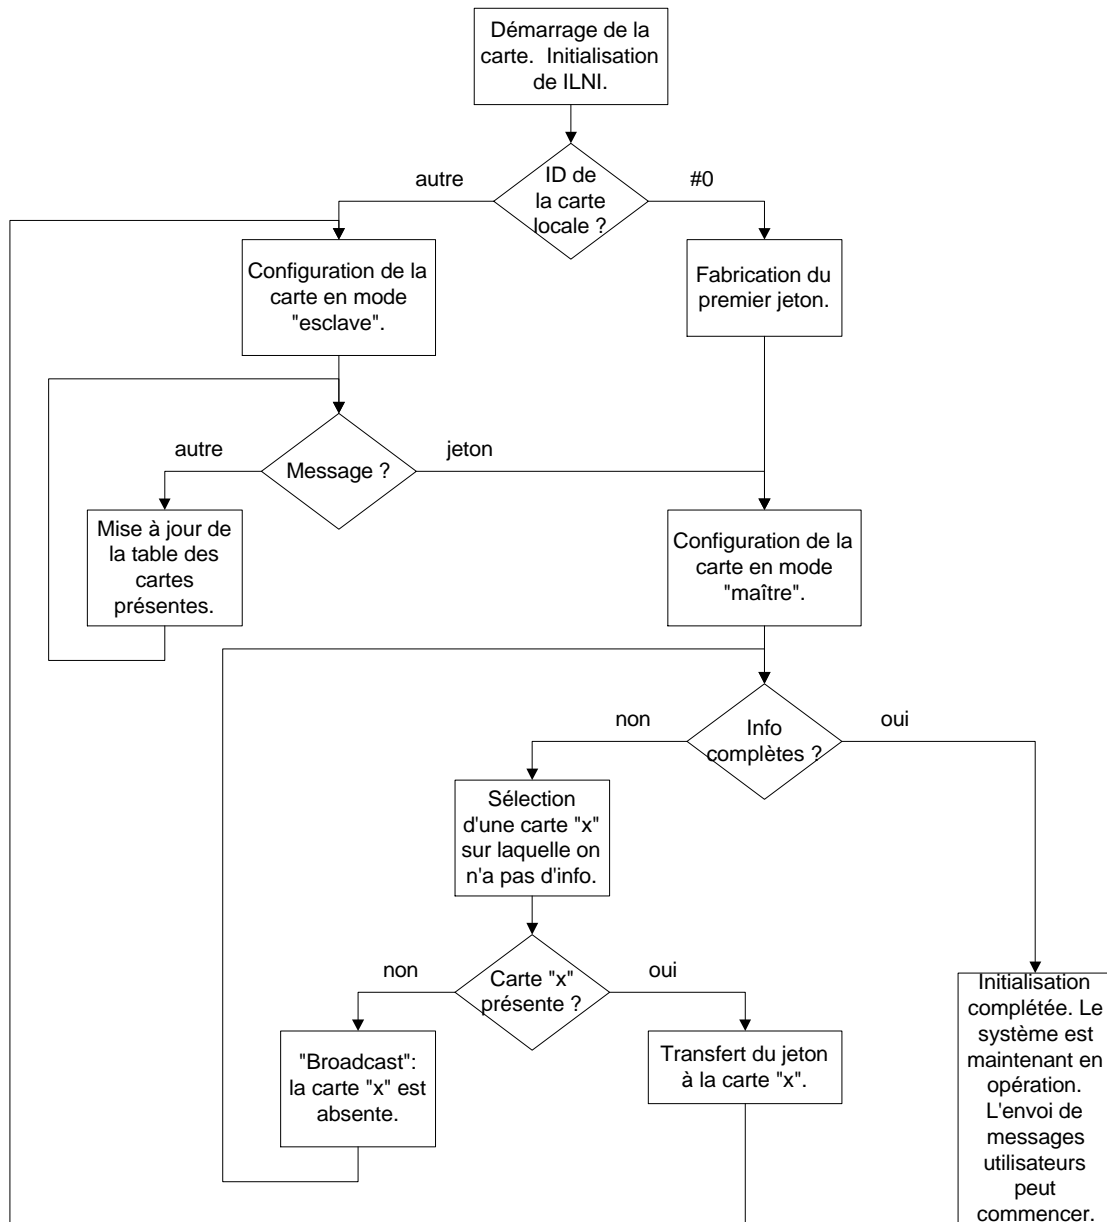 Démarrage de la
carte.  Initialisation
de ILNI.
ID de
la carte
locale ?
autre
#0
Configuration de la
carte en mode
"esclave".
Fabrication du
premier jeton.
Message ?
autre
jeton
Mise à jour de
la table des
cartes
présentes.
Configuration de la
carte en mode
"maître".
Info
complètes ?
non
oui
Sélection
d'une carte "x"
sur laquelle on
n'a pas d'info.
Carte "x"
présente ?
non
oui
"Broadcast":
la carte "x" est
absente.
Transfert du jeton
à la carte "x".
Initialisation
complétée. Le
système est
maintenant en
opération.
L'envoi de
messages
utilisateurs
peut
commencer.